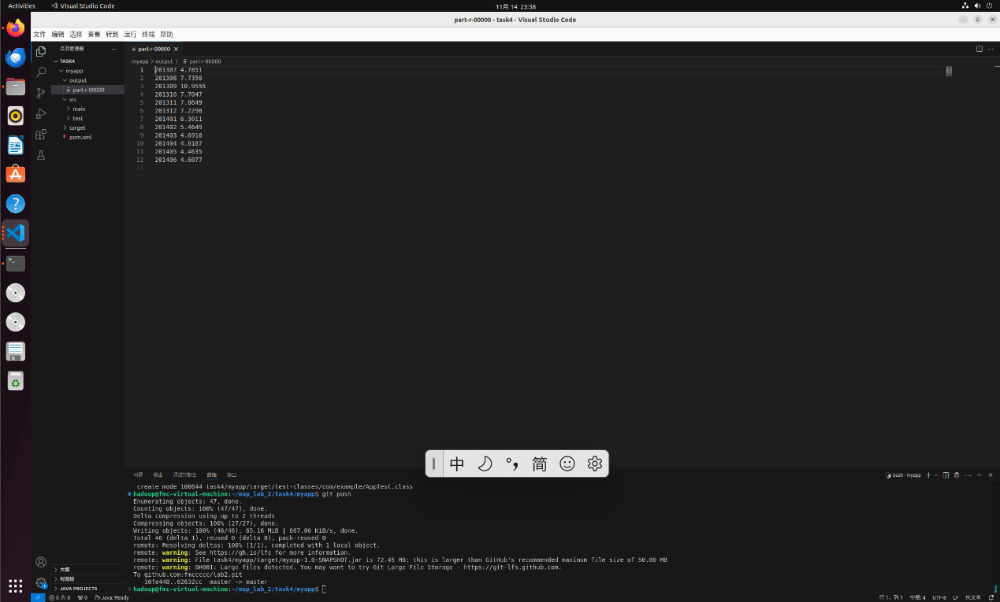 Activities
Visual Studio Code
11月 14 23:38
part-r-00000 - task4 - Visual Studio Code
文件 编辑 选择 查看 转到 运行 终端 帮助
资源管理器
TASK4
myapp
output
part-r-00000
src
main
test
target
pom.xml
大纲
时间线
JAVA PROJECTS
part-r-00000
myapp > output > part-r-00000
1 201307 4.7851
2 201308 7.7350
3 201309 10.9555
4 201310 7.7047
5 201311 7.8649
6 201312 7.2290
7 201401 6.3011
8 201402 5.4649
9 201403 4.6910
10 201404 4.8187
11 201405 4.4635
12 201406 4.6077
13
中 °, 简
问题 输出 调试控制台 终端 端口
bash - myapp
create mode 100644 task4/myapp/target/test-classes/com/example/AppTest.class
hadoop@fmc-virtual-machine:~/map_lab_2/task4/myapp$ git push
Enumerating objects: 47, done.
Counting objects: 100% (47/47), done.
Delta compression using up to 2 threads
Compressing objects: 100% (27/27), done.
Writing objects: 100% (46/46), 65.16 MiB | 667.00 KiB/s, done.
Total 46 (delta 1), reused 0 (delta 0), pack-reused 0
remote: Resolving deltas: 100% (1/1), completed with 1 local object.
remote: warning: See https://gh.io/lfs for more information.
remote: warning: File task4/myapp/target/myapp-1.0-SNAPSHOT.jar is 72.45 MB; this is larger than GitHub's recommended maximum file size of 50.00 MB
remote: warning: GH001: Large files detected. You may want to try Git Large File Storage - https://git-lfs.github.com.
To github.com:fmccccc/lab2.git
10fe448..62632cc master -> master
hadoop@fmc-virtual-machine:~/map_lab_2/task4/myapp$
1
0 0 0 Java: Ready
行 1，列 1 空格: 4 UTF-8 LF 纯文本